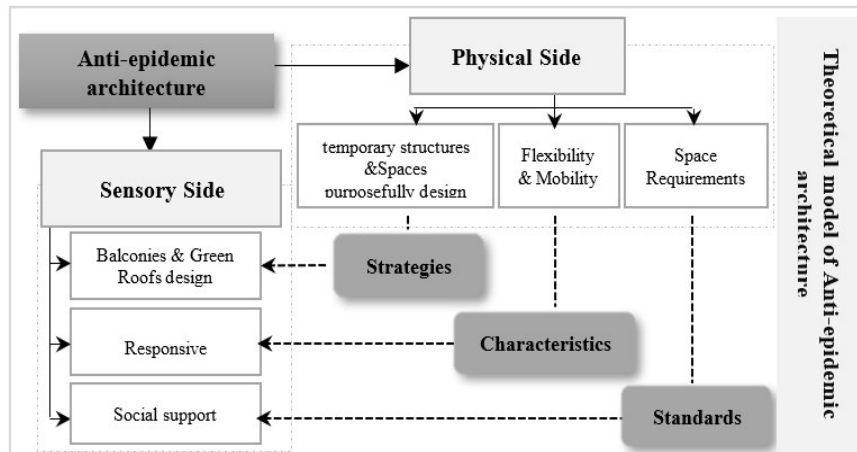 Anti-epidemic
architecture
Physical Side
temporary structures
&Spaces
purposefully design
Flexibility
& Mobility
Space
Requirements
Sensory Side
Balconies & Green
Roofs design
Strategies
Responsive
Characteristics
Social support
Standards
Theoretical model of Anti-epidemic
architecture